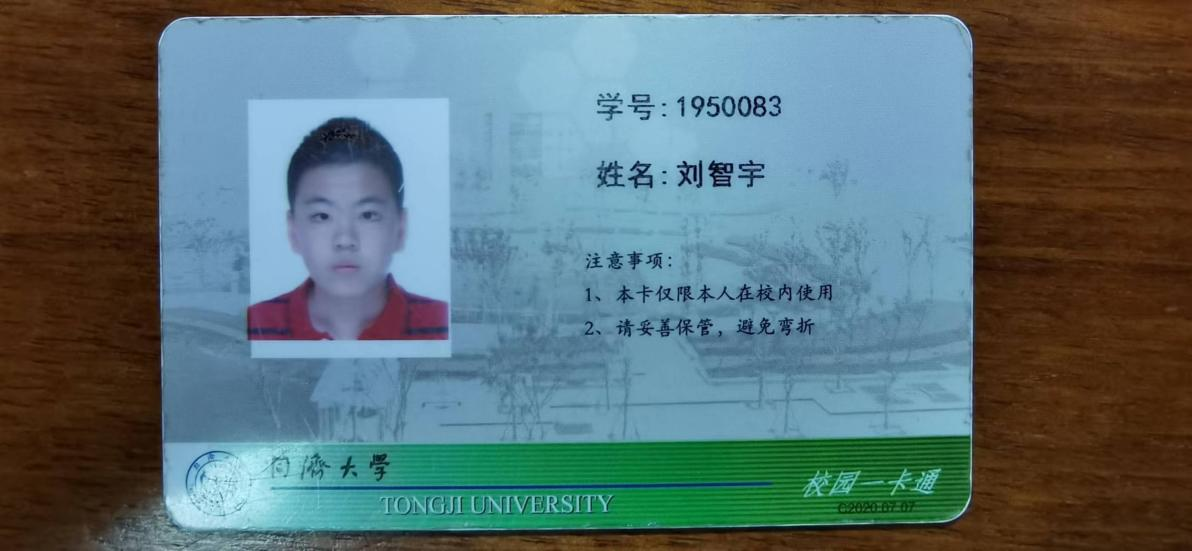 学号:1950083
姓名:刘智宇
注意事项:
1、本卡仅限本人在校内使用
2、请妥善保管，避免弯折
同濟大学
TONGJI UNIVERSITY
校园一卡通
C2020.07.07